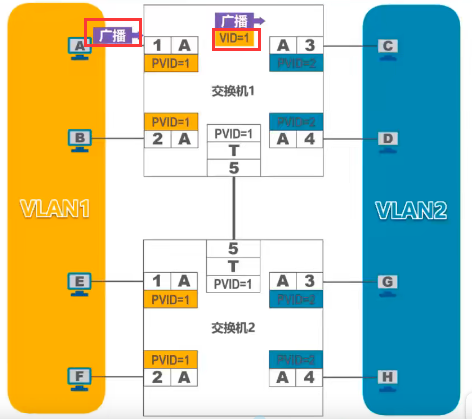 广播
广播
VID=1
A
1 A
PVID=1
A 3
PVID=2
C
交换机1
B
PVID=1
2 A
PVID=1
T
5
PVID=2
A 4
D
VLAN1
VLAN2
5
T
PVID=1
E
1 A
PVID=1
A 3
PVID=2
G
交换机2
F
PVID=1
2 A
PVID=2
A 4
H